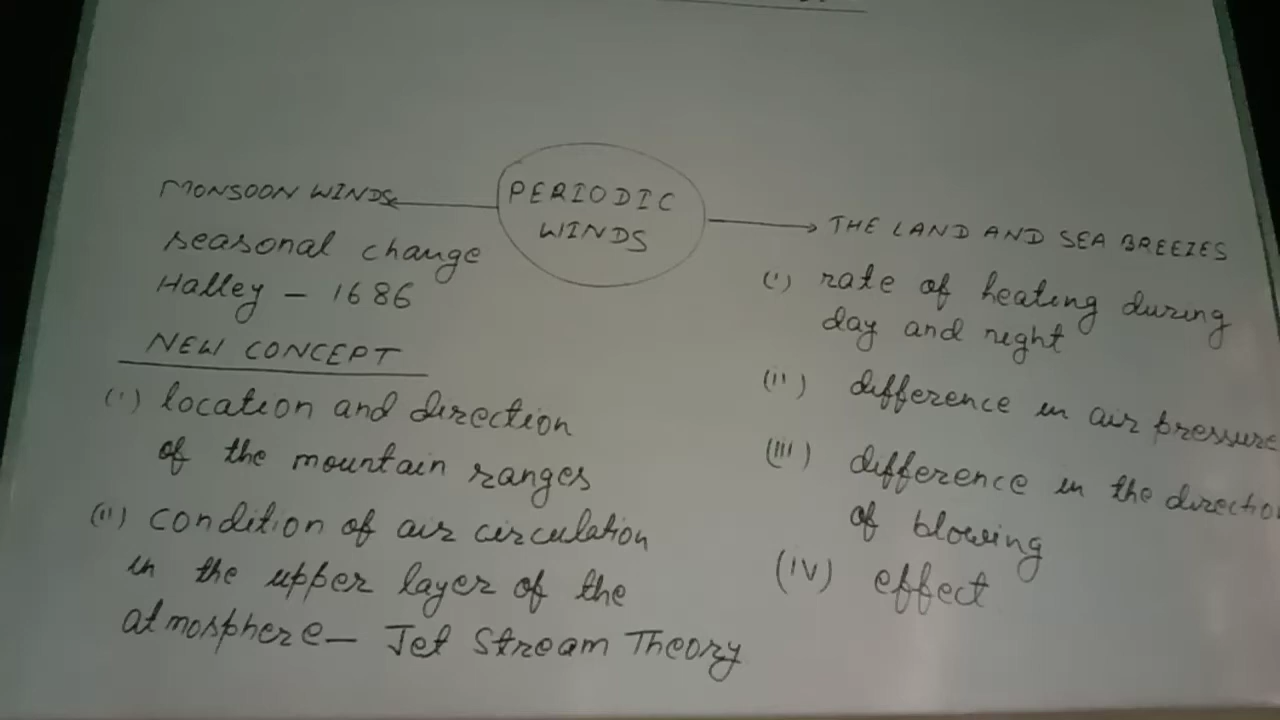 PERIODIC
WINDS
MONSOON WINDS
seasonal change
Halley - 1686
NEW CONCEPT
(i) location and direction
of the mountain ranges
(ii) condition of air circulation
in the upper layer of the
atmosphere- Jet Stream Theory
THE LAND AND SEA BREEZES
(i) rate of heating during
day and night
(ii) difference in air pressure
(iii) difference in the
of blowing
(iv) effect